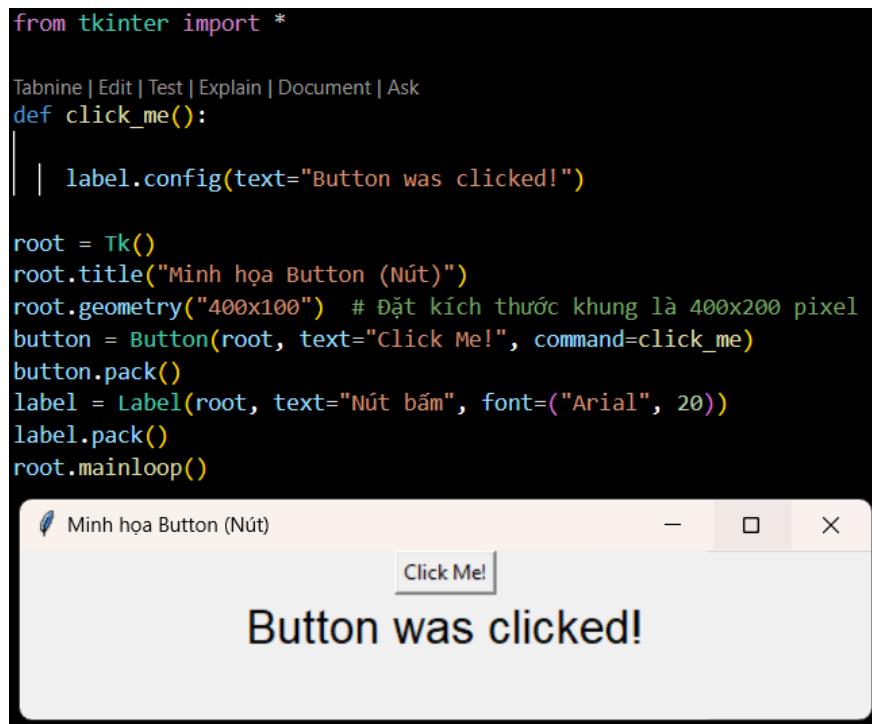 from tkinter import *
Tabnine | Edit | Test | Explain | Document | Ask
def click_me():
label.config(text="Button was clicked!")
root = Tk()
root.title("Minh họa Button (Nút)")
root.geometry("400x100")  # Đặt kích thước khung là 400x200 pixel
button = Button(root, text="Click Me!", command=click_me)
button.pack()
label = Label(root, text="Nút bấm", font=("Arial", 20))
label.pack()
root.mainloop()
Minh họa Button (Nút)
Click Me!
Button was clicked!